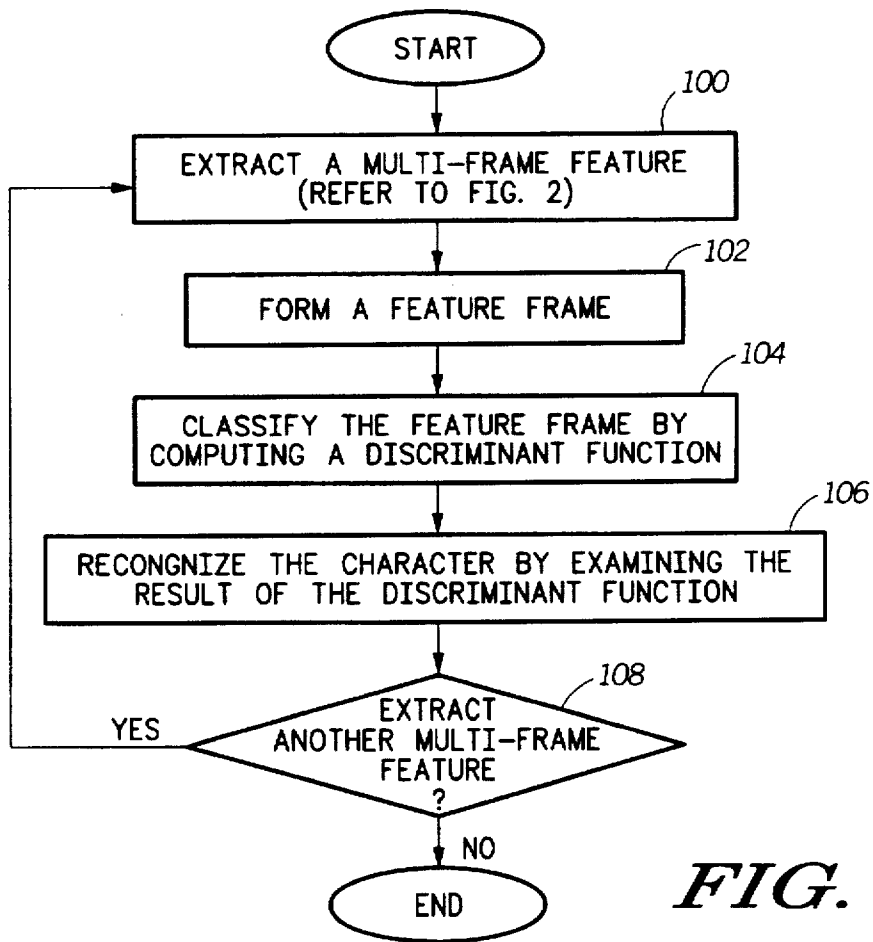 START
100
EXTRACT A MULTI-FRAME FEATURE
(REFER TO FIG. 2)
102
FORM A FEATURE FRAME
104
CLASSIFY THE FEATURE FRAME BY
COMPUTING A DISCRIMINANT FUNCTION
106
RECONGNIZE THE CHARACTER BY EXAMINING THE
RESULT OF THE DISCRIMINANT FUNCTION
108
EXTRACT
ANOTHER MULTI-FRAME
FEATURE
?
YES
NO
END
FIG.